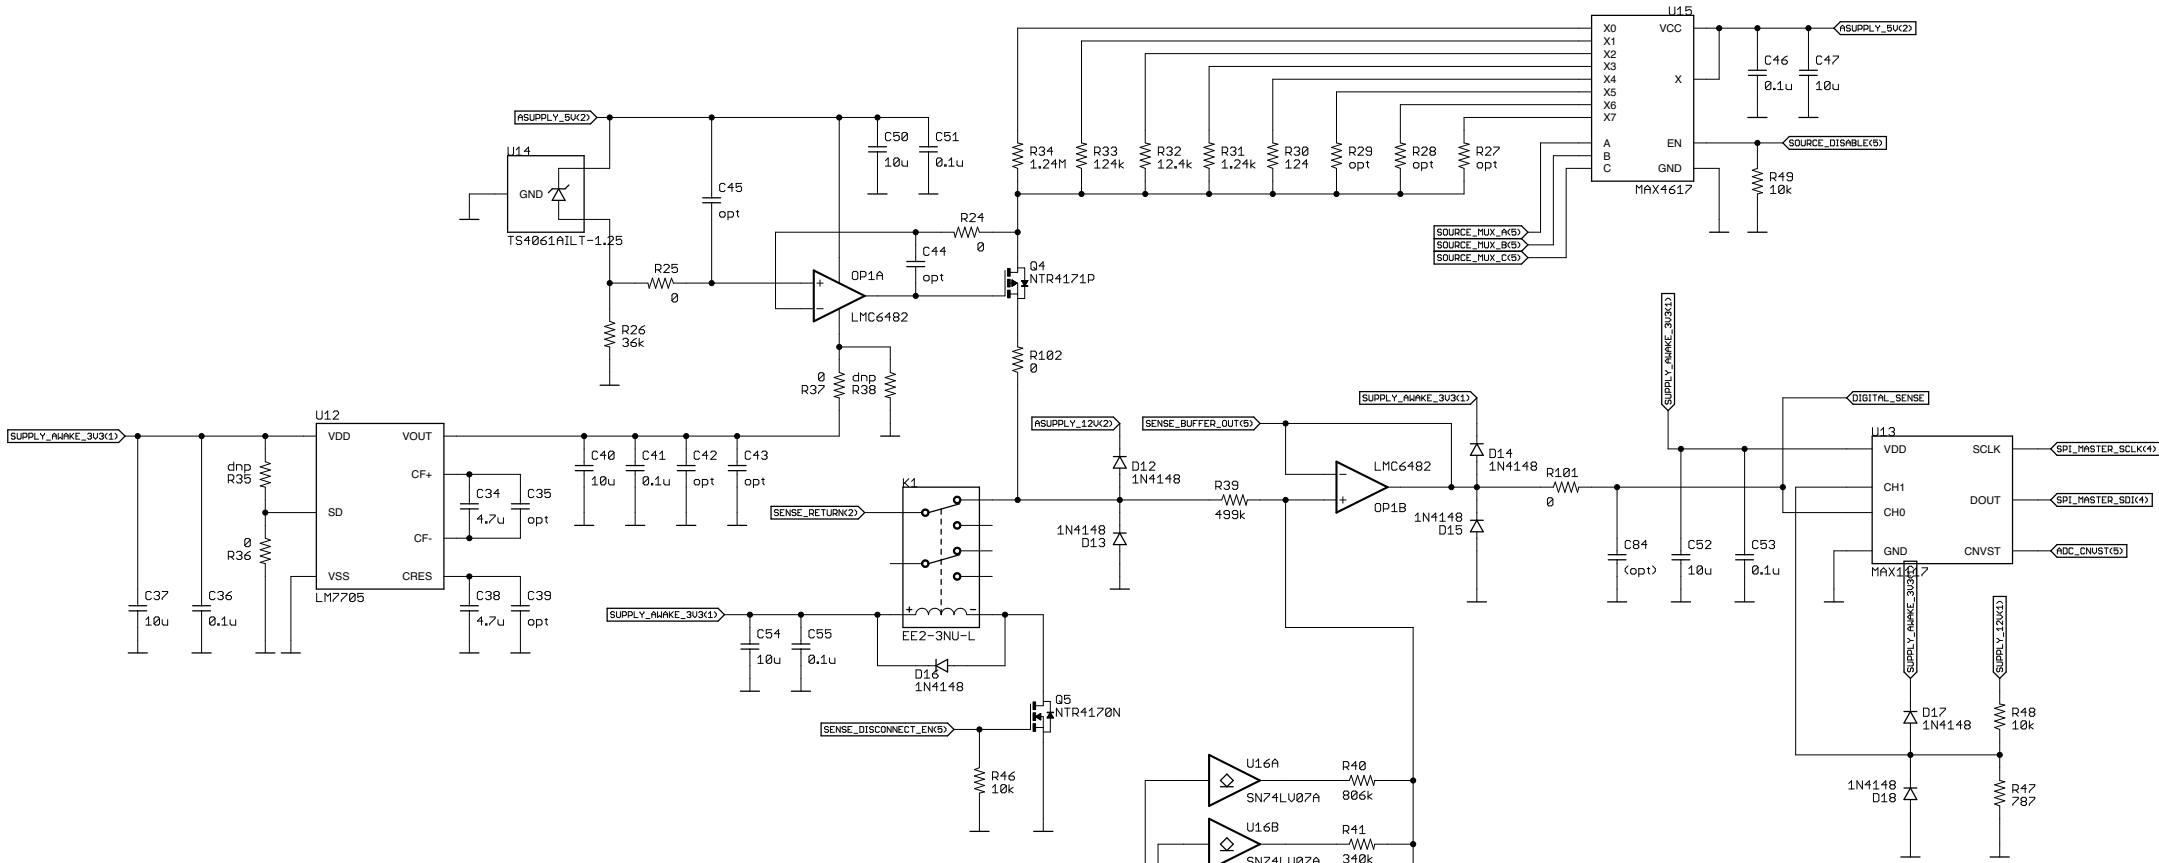 U15
X0
X1
X2
X3
X4
X5
X6
X7
A
B
C
VCC
X
EN
GND
MAX4617
ASUPPLY_5V(2)
C46
0.1u
C47
10u
SOURCE_DISABLE(5)
R49
10k
R34
1.24M
R33
124k
R32
12.4k
R31
1.24k
R30
124
R29
opt
R28
opt
R27
opt
SOURCE_MUX_A(5)
SOURCE_MUX_B(5)
SOURCE_MUX_C(5)
ASUPPLY_5V(2)
U14
GND
TS4061AILT-1.25
C45
opt
C50
10u
C51
0.1u
R24
0
C44
opt
R25
0
R26
36k
OP1A
LMC6482
Q4
NTR4171P
R102
0
0
R37
dnp
R38
SUPPLY_AWAKE_3V3(1)
U12
VDD
VOUT
CF+
SD
CF-
VSS
CRES
LM7705
dnp
R35
0
R36
C37
10u
C36
0.1u
C34
4.7u
C35
opt
C38
4.7u
C39
opt
C40
10u
C41
0.1u
C42
opt
C43
opt
K1
SENSE_RETURN(2)
+
-
EE2-3NU-L
SUPPLY_AWAKE_3V3(1)
C54
10u
C55
0.1u
D16
1N4148
Q5
NTR4170N
SENSE_DISCONNECT_EN(5)
R46
10k
ASUPPLY_12V(2)
D12
1N4148
1N4148
D13
R39
499k
SENSE_BUFFER_OUT(5)
SUPPLY_AWAKE_3V3(1)
LMC6482
OP1B
D14
1N4148
1N4148
D15
R101
0
C84
(opt)
C52
10u
C53
0.1u
SUPPLY_AWAKE_3V3(1)
DIGITAL_SENSE
U13
VDD
SCLK
CH1
DOUT
CH0
GND
CNVST
SPI_MASTER_SCLK(4)
SPI_MASTER_SDI(4)
ADC_CNVST(5)
SUPPLY_12V(1)
D17
1N4148
R48
10k
1N4148
D18
R47
787
U16A
SN74LV07A
R40
806k
U16B
SN74LV07A
R41
340k